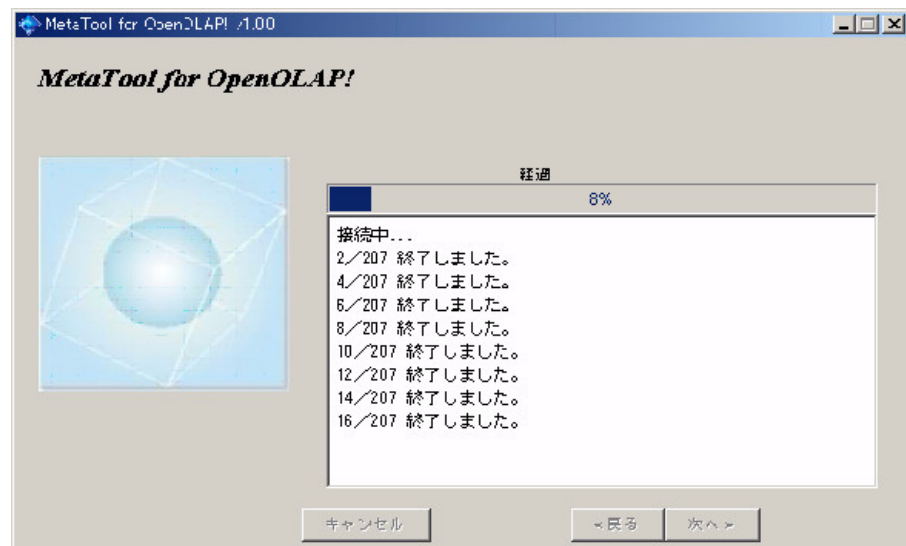 MetaTool for OpenOLAP! v1.00
MetaTool for OpenOLAP!
経過
8%
接続中...
2／207 終了しました。
4／207 終了しました。
6／207 終了しました。
8／207 終了しました。
10／207 終了しました。
12／207 終了しました。
14／207 終了しました。
16／207 終了しました。
キャンセル
<戻る
次へ>